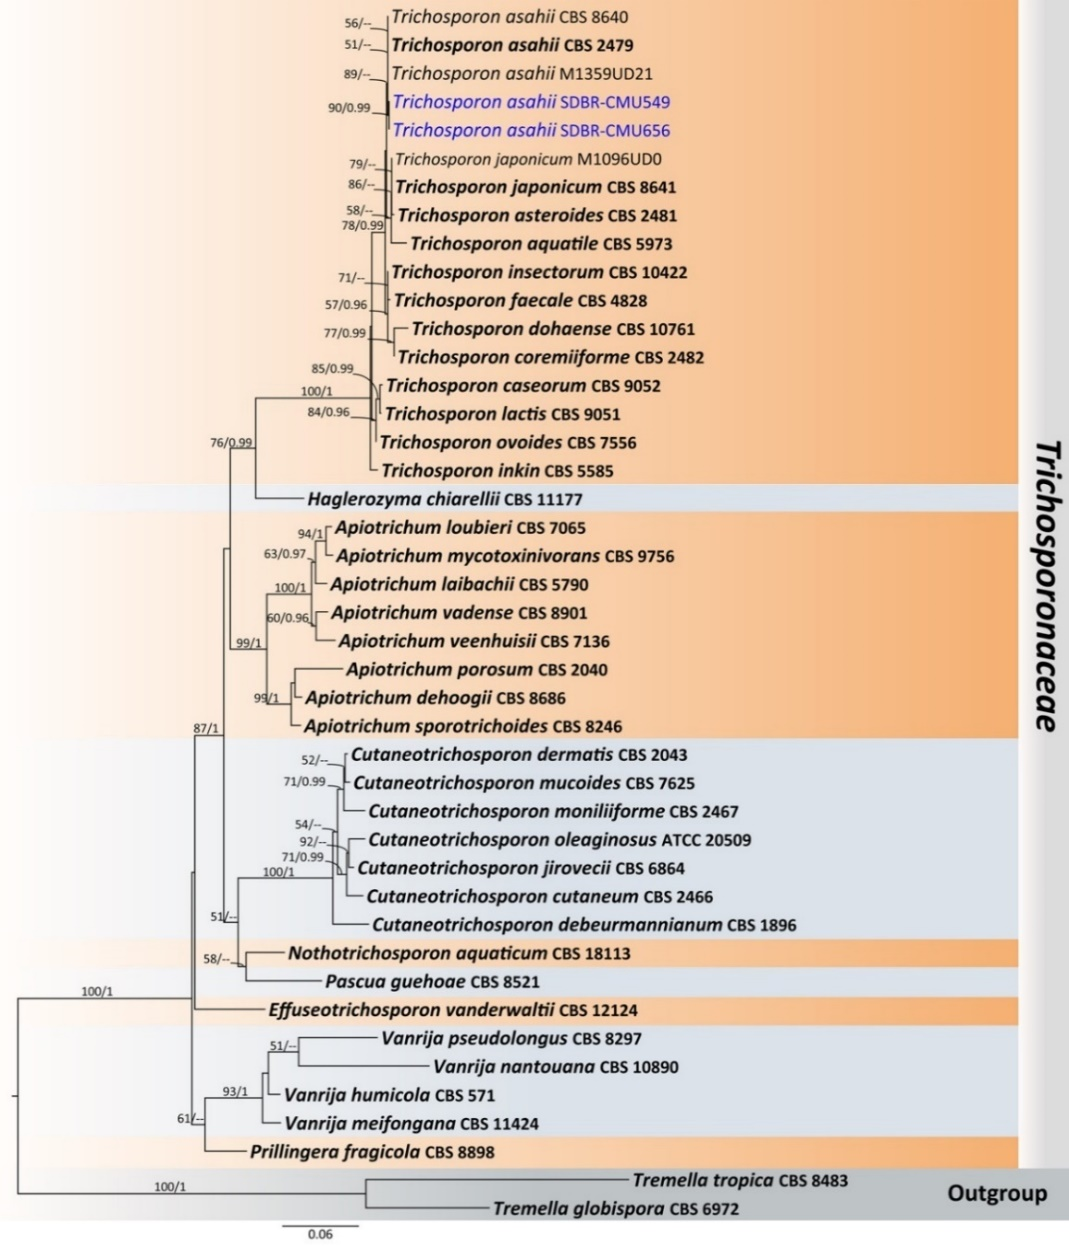 56/--
Trichosporon asahii CBS 8640
51/--
Trichosporon asahii CBS 2479
89/--
Trichosporon asahii M1359UD21
90/0.99
Trichosporon asahii SDBR-CMU549
Trichosporon asahii SDBR-CMU656
79/--
Trichosporon japonicum M1096UD0
86/--
Trichosporon japonicum CBS 8641
58/--
Trichosporon asteroides CBS 2481
78/0.99
Trichosporon aquatile CBS 5973
71/--
Trichosporon insectorum CBS 10422
57/0.96
Trichosporon faecale CBS 4828
77/0.99
Trichosporon dohaense CBS 10761
Trichosporon coremiiforme CBS 2482
85/0.99
Trichosporon caseorum CBS 9052
100/1
84/0.96
Trichosporon lactis CBS 9051
76/0.99
Trichosporon ovoides CBS 7556
Trichosporon inkin CBS 5585
Haglerozyma chiarellii CBS 11177
94/1
Apiotrichum loubieri CBS 7065
63/0.97
Apiotrichum mycotoxinivorans CBS 9756
100/1
Apiotrichum laibachii CBS 5790
60/0.96
Apiotrichum vadense CBS 8901
99/1
Apiotrichum veenhuisii CBS 7136
Apiotrichum porosum CBS 2040
99/1
Apiotrichum dehoogii CBS 8686
Apiotrichum sporotrichoides CBS 8246
87/1
52/--
Cutaneotrichosporon dermatis CBS 2043
71/0.99
Cutaneotrichosporon mucoides CBS 7625
Cutaneotrichosporon moniliiforme CBS 2467
54/--
92/--
Cutaneotrichosporon oleaginosus ATCC 20509
71/0.99
100/1
Cutaneotrichosporon jirovecii CBS 6864
Cutaneotrichosporon cutaneum CBS 2466
51/--
Cutaneotrichosporon debeurmannianum CBS 1896
58/--
Nothotrichosporon aquaticum CBS 18113
Pascua guehoae CBS 8521
100/1
Effuseotrichosporon vanderwaltii CBS 12124
51/--
Vanrija pseudolongus CBS 8297
Vanrija nantouana CBS 10890
93/1
Vanrija humicola CBS 571
61/--
Vanrija meifongana CBS 11424
Prillingera fragicola CBS 8898
100/1
Tremella tropica CBS 8483
Tremella globispora CBS 6972
Outgroup
0.06
Trichosporonaceae